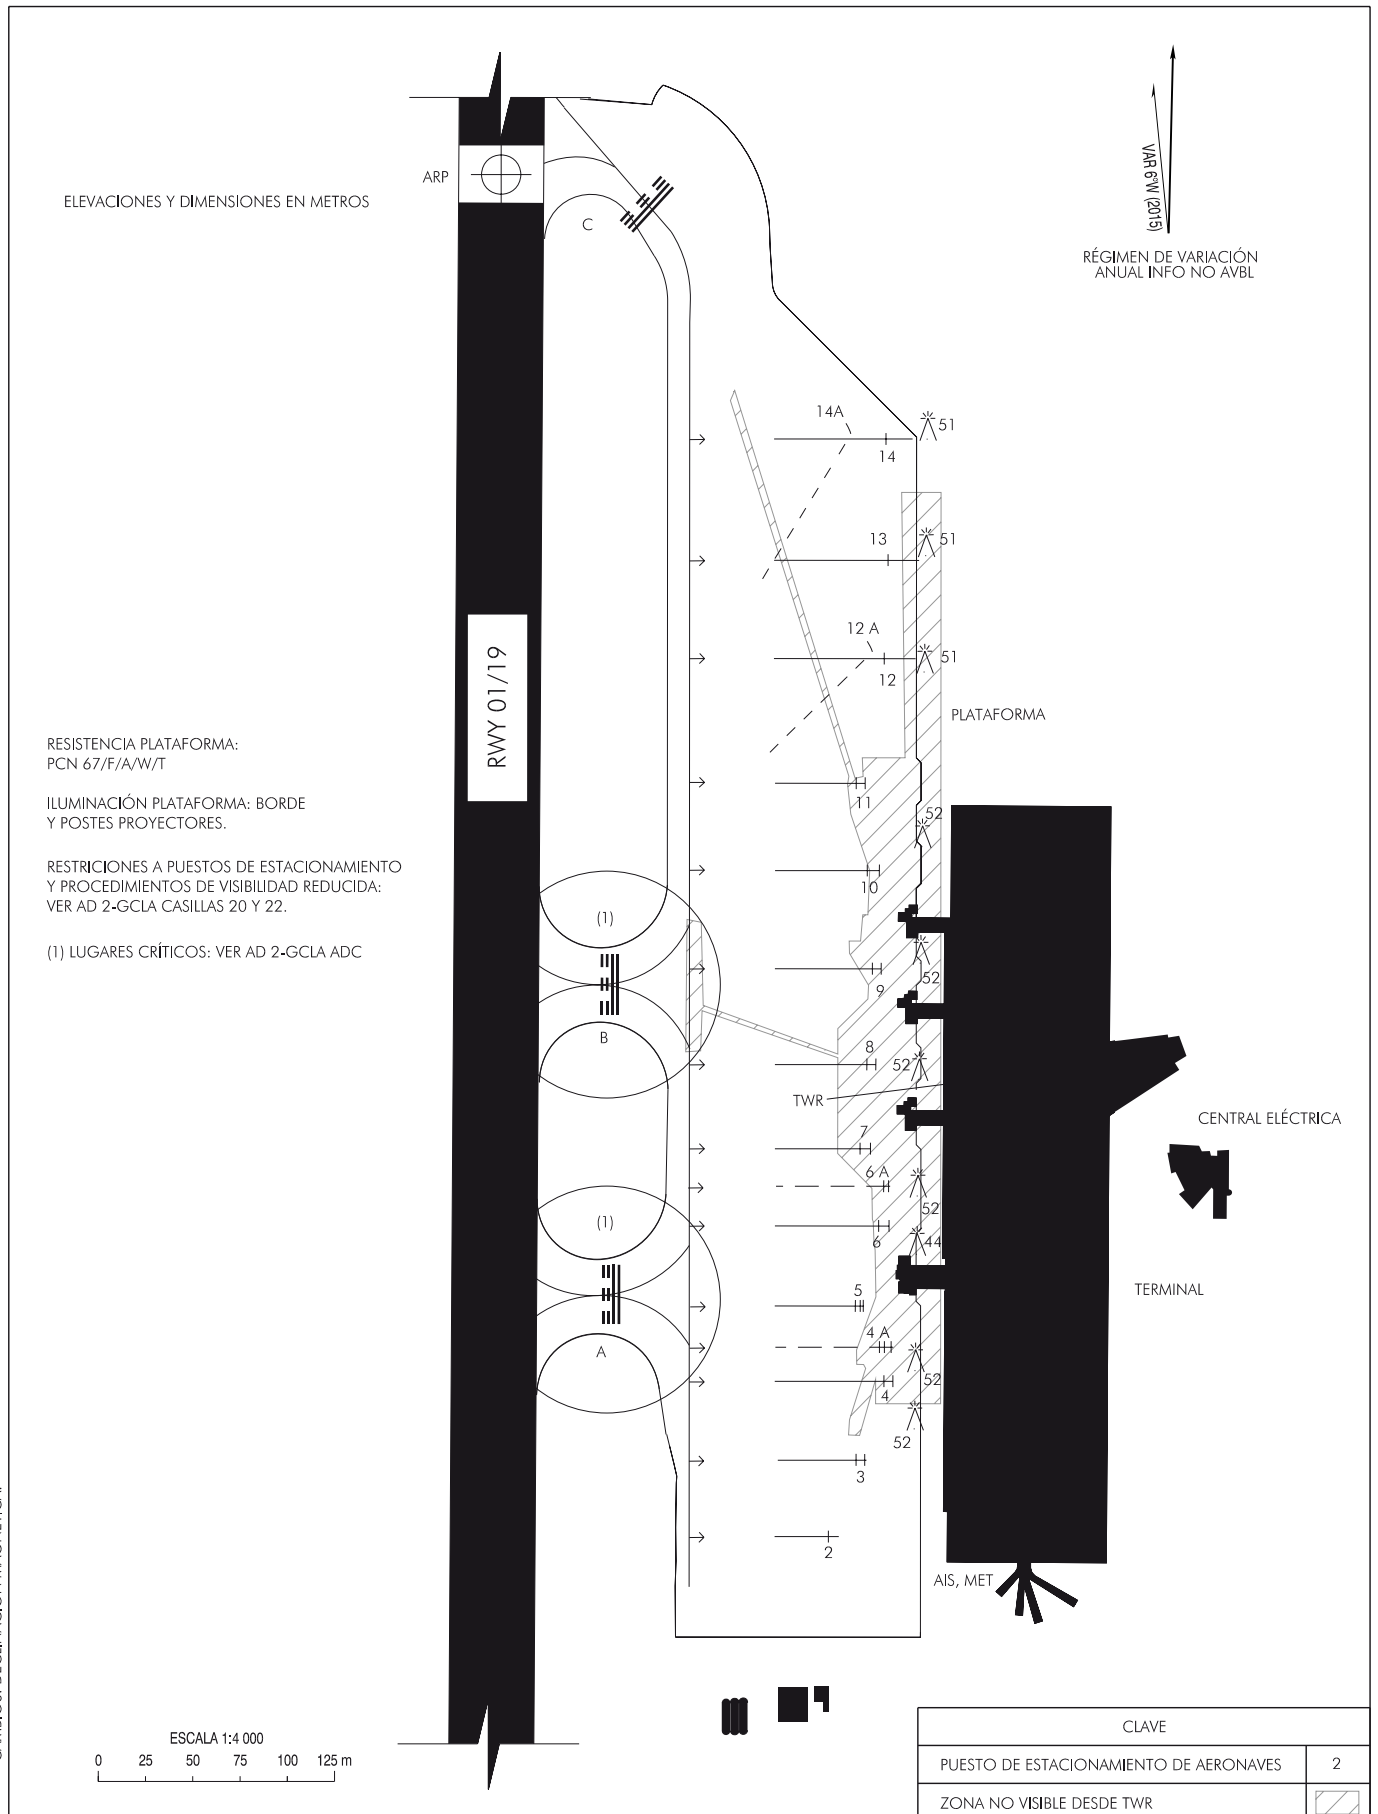 ARP
ELEVACIONES Y DIMENSIONES EN METROS
C
VAR 6°W (2015)
RÉGIMEN DE VARIACIÓN
ANUAL INFO NO AVBL
14A
51
14
13
51
12 A
51
12
RWY 01/19
PLATAFORMA
RESISTENCIA PLATAFORMA:
PCN 67/F/A/W/T
ILUMINACIÓN PLATAFORMA: BORDE
Y POSTES PROYECTORES.
RESTRICIONES A PUESTOS DE ESTACIONAMIENTO
Y PROCEDIMIENTOS DE VISIBILIDAD REDUCIDA:
VER AD 2-GCLA CASILLAS 20 Y 22.
(1) LUGARES CRÍTICOS: VER AD 2-GCLA ADC
11
52
10
(1)
52
9
B
8
52
TWR
CENTRAL ELÉCTRICA
7
6 A
52
(1)
6
44
TERMINAL
5
4 A
A
52
4
52
3
2
AIS, MET
ESCALA 1:4 000
0 25 50 75 100 125 m
CLAVE
PUESTO DE ESTACIONAMIENTO DE AERONAVES 2
ZONA NO VISIBLE DESDE TWR